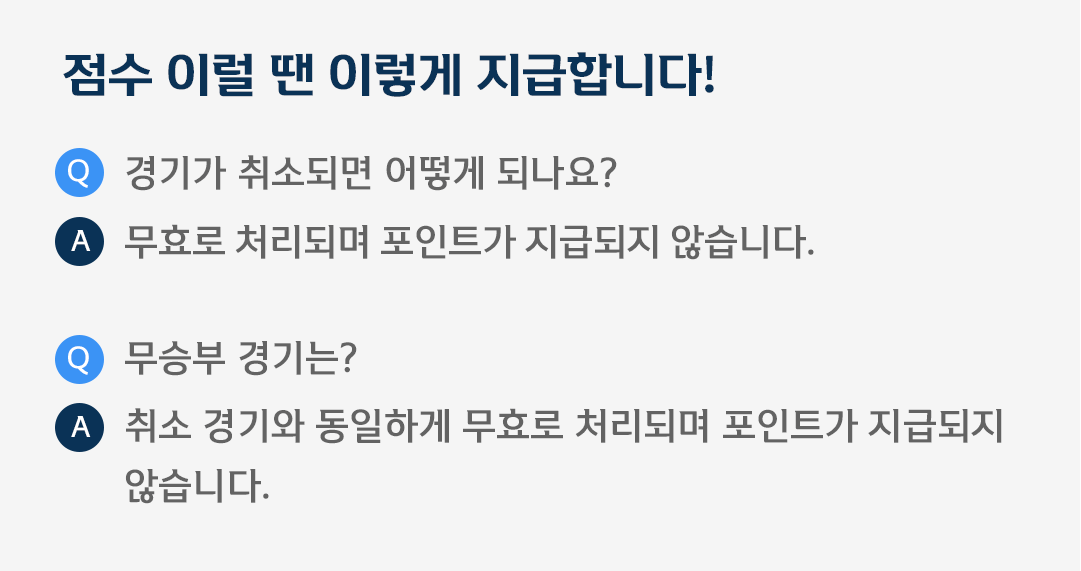 점수 이럴 땐 이렇게 지급합니다!
Q 경기가 취소되면 어떻게 되나요?
A 무효로 처리되며 포인트가 지급되지 않습니다.
Q 무승부 경기는?
A 취소 경기와 동일하게 무효로 처리되며 포인트가 지급되지
않습니다.